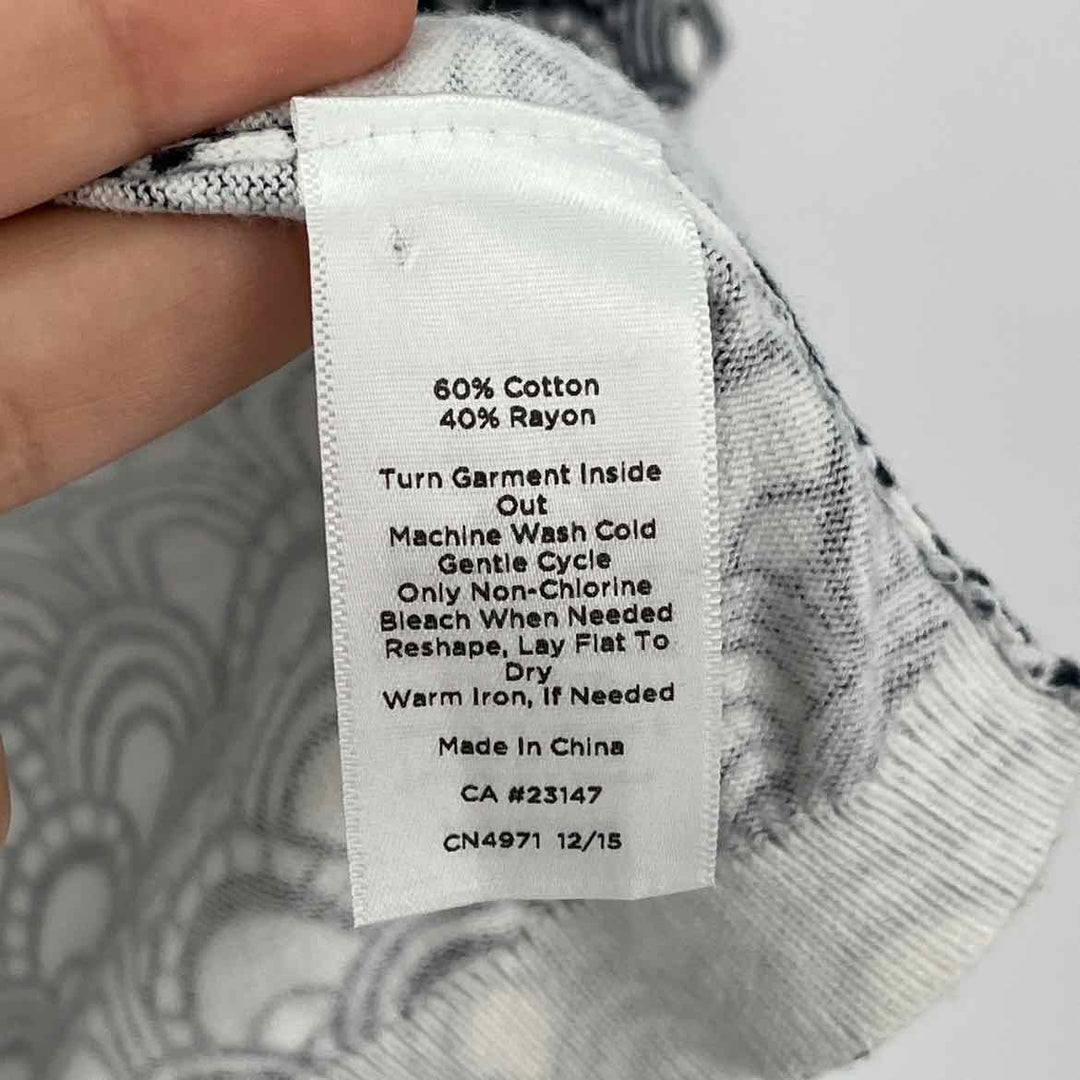 60% Cotton
40% Rayon
Turn Garment Inside
Out
Machine Wash Cold
Gentle Cycle
Only Non-Chlorine
Bleach When Needed
Reshape, Lay Flat To
Dry
Warm Iron, If Needed
Made In China
CA #23147
CN4971 12/15